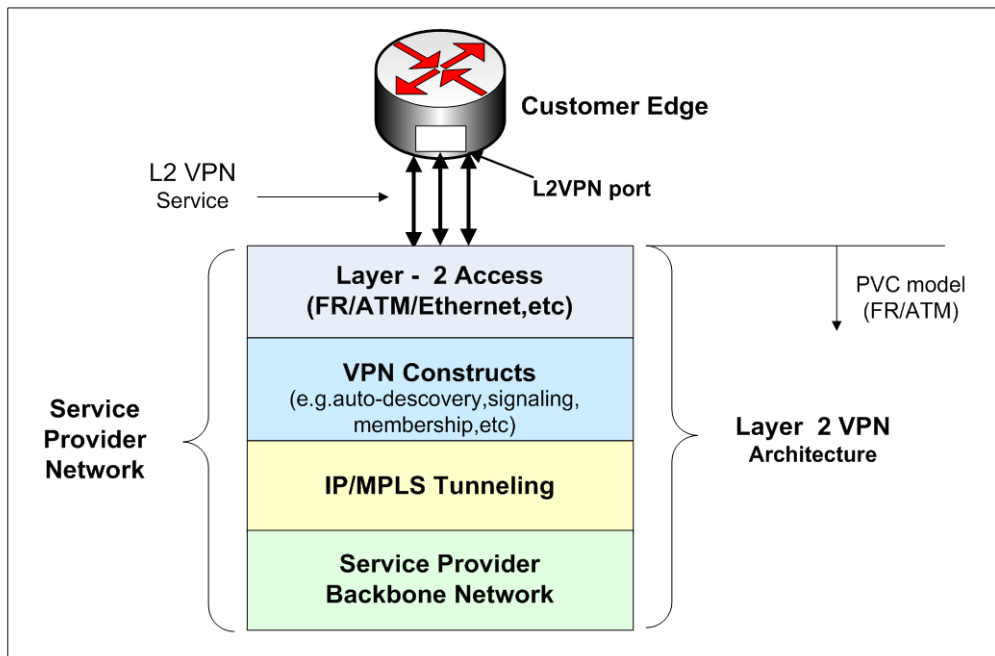 Customer Edge
L2 VPN
Service
L2VPN port
Layer - 2 Access
(FR/ATM/Ethernet,etc)
PVC model
(FR/ATM)
VPN Constructs
(e.g.auto-descovery,signaling,
membership,etc)
Service
Provider
Network
Layer 2 VPN
Architecture
IP/MPLS Tunneling
Service Provider
Backbone Network